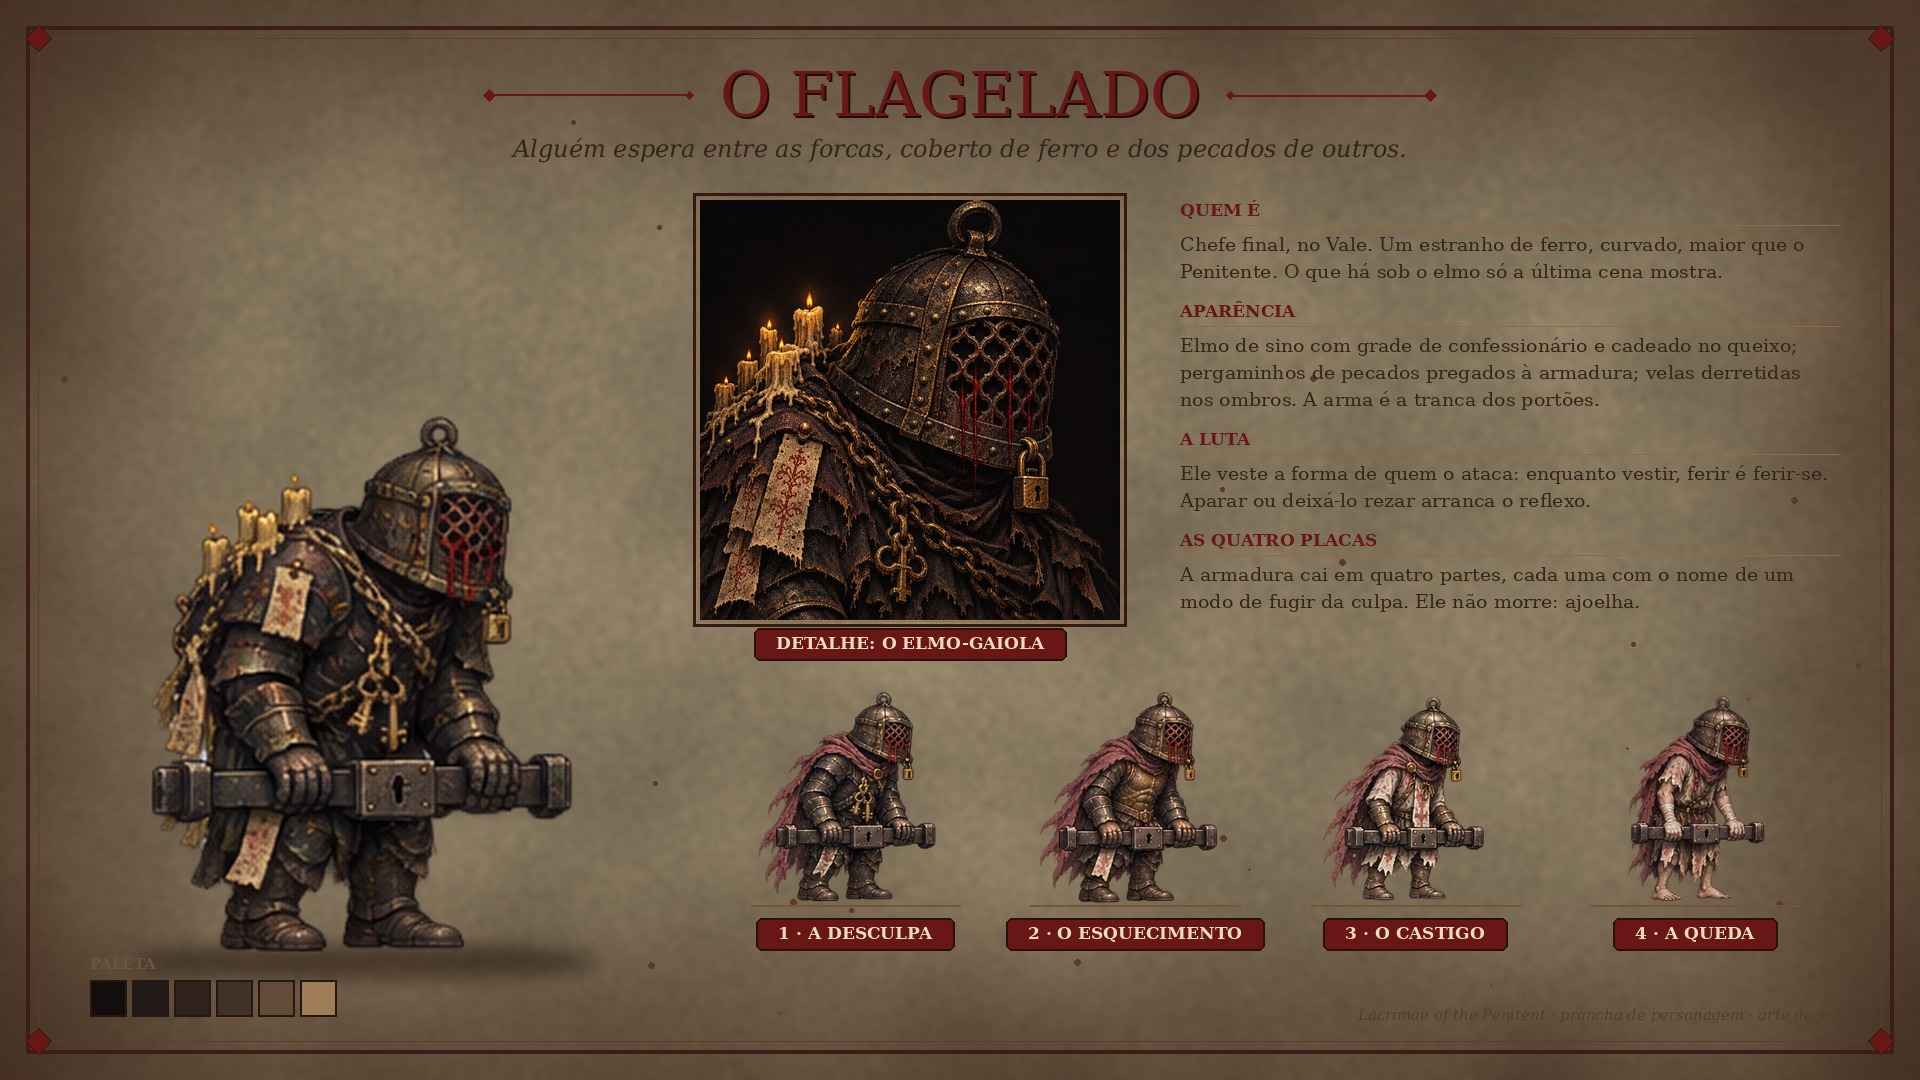 O FLAGELADO
Alguém espera entre as forcas, coberto de ferro e dos pecados de outros.
QUEM É
Chefe final, no Vale. Um estranho de ferro, curvado, maior que o
Penitente. O que há sob o elmo só a última cena mostra.
APARÊNCIA
Elmo de sino com grade de confessionário e cadeado no queixo;
pergaminhos de pecados pregados à armadura; velas derretidas
nos ombros. A arma é a tranca dos portões.
A LUTA
Ele veste a forma de quem o ataca: enquanto vestir, ferir é ferir-se.
Aparar ou deixá-lo rezar arranca o reflexo.
AS QUATRO PLACAS
A armadura cai em quatro partes, cada uma com o nome de um
modo de fugir da culpa. Ele não morre: ajoelha.
DETALHE: O ELMO-GAIOLA
1 · A DESCULPA
2 · O ESQUECIMENTO
3 · O CASTIGO
4 · A QUEDA
PALETA
Lacrimae of the Penitent · prancha de personagem · arte do